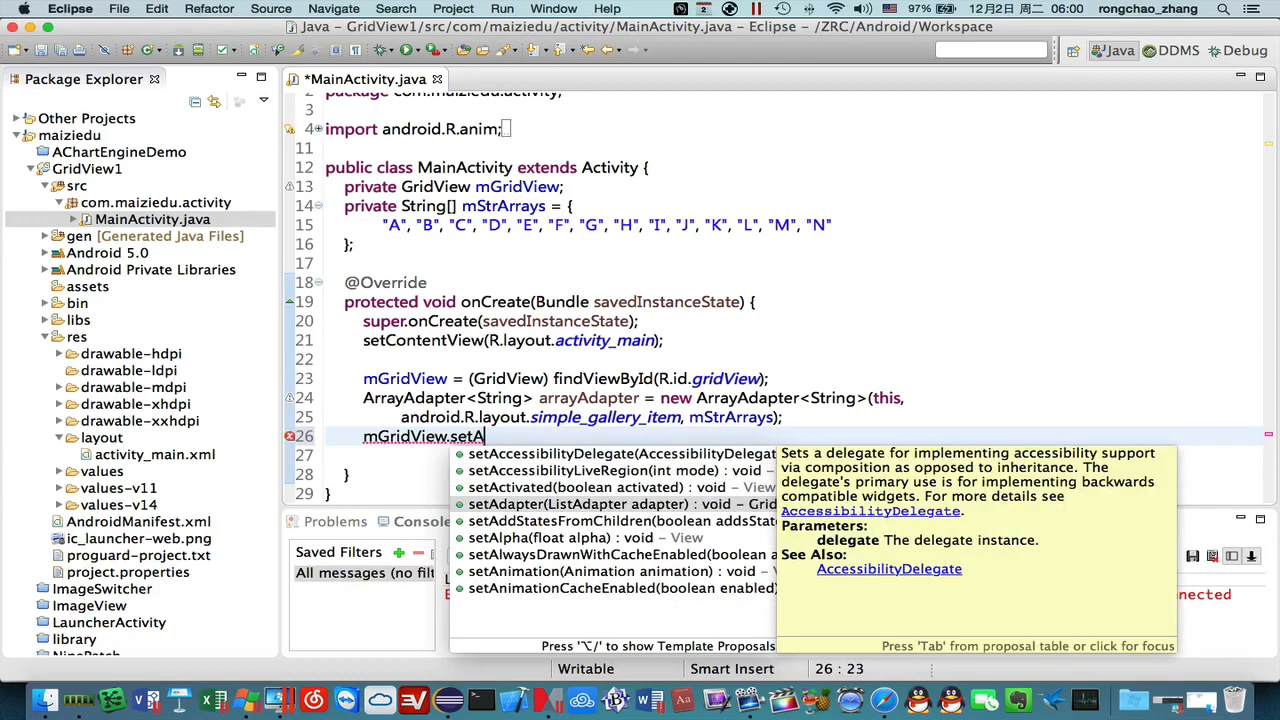 Eclipse File Edit Refactor Source Navigate Search Project Run Window Help 97% 12月2日 周二 06:00 rongchao_zhang
Java – GridView1/src/com/maiziedu/activity/MainActivity.java – Eclipse – /ZRC/Android/Workspace
Java DDMS Debug
Package Explorer
*MainActivity.java
Other Projects
maiziedu
AChartEngineDemo
GridView1
src
com.maiziedu.activity
MainActivity.java
gen [Generated Java Files]
Android 5.0
Android Private Libraries
assets
bin
libs
res
drawable-hdpi
drawable-ldpi
drawable-mdpi
drawable-xhdpi
drawable-xxhdpi
layout
activity_main.xml
values
values-v11
values-v14
AndroidManifest.xml
ic_launcher-web.png
proguard-project.txt
project.properties
ImageSwitcher
ImageView
LauncherActivity
library
NinePatch
2 package com.maiziedu.activity;
3
4 import android.R.anim;
11
12 public class MainActivity extends Activity {
13 private GridView mGridView;
14 private String[] mStrArrays = {
15 "A", "B", "C", "D", "E", "F", "G", "H", "I", "J", "K", "L", "M", "N"
16 };
17
18 @Override
19 protected void onCreate(Bundle savedInstanceState) {
20 super.onCreate(savedInstanceState);
21 setContentView(R.layout.activity_main);
22
23 mGridView = (GridView) findViewById(R.id.gridView);
24 ArrayAdapter<String> arrayAdapter = new ArrayAdapter<String>(this,
25 android.R.layout.simple_gallery_item, mStrArrays);
26 mGridView.setA
27
28 }
29 }
setAccessibilityDelegate(AccessibilityDelegat
setAccessibilityLiveRegion(int mode) : void –
setActivated(boolean activated) : void – View
setAdapter(ListAdapter adapter) : void – Grid
setAddStatesFromChildren(boolean addsStat
setAlpha(float alpha) : void – View
setAlwaysDrawnWithCacheEnabled(boolean
setAnimation(Animation animation) : void –
setAnimationCacheEnabled(boolean enabled)
Press '⌥/' to show Template Proposals
Sets a delegate for implementing accessibility support
via composition as opposed to inheritance. The
delegate's primary use is for implementing backwards
compatible widgets. For more details see
AccessibilityDelegate.
Parameters:
delegate The delegate instance.
See Also:
AccessibilityDelegate
Press 'Tab' from proposal table or click for focus
Problems Console
Saved Filters
All messages (no filt
nected
Writable Smart Insert 26 : 23